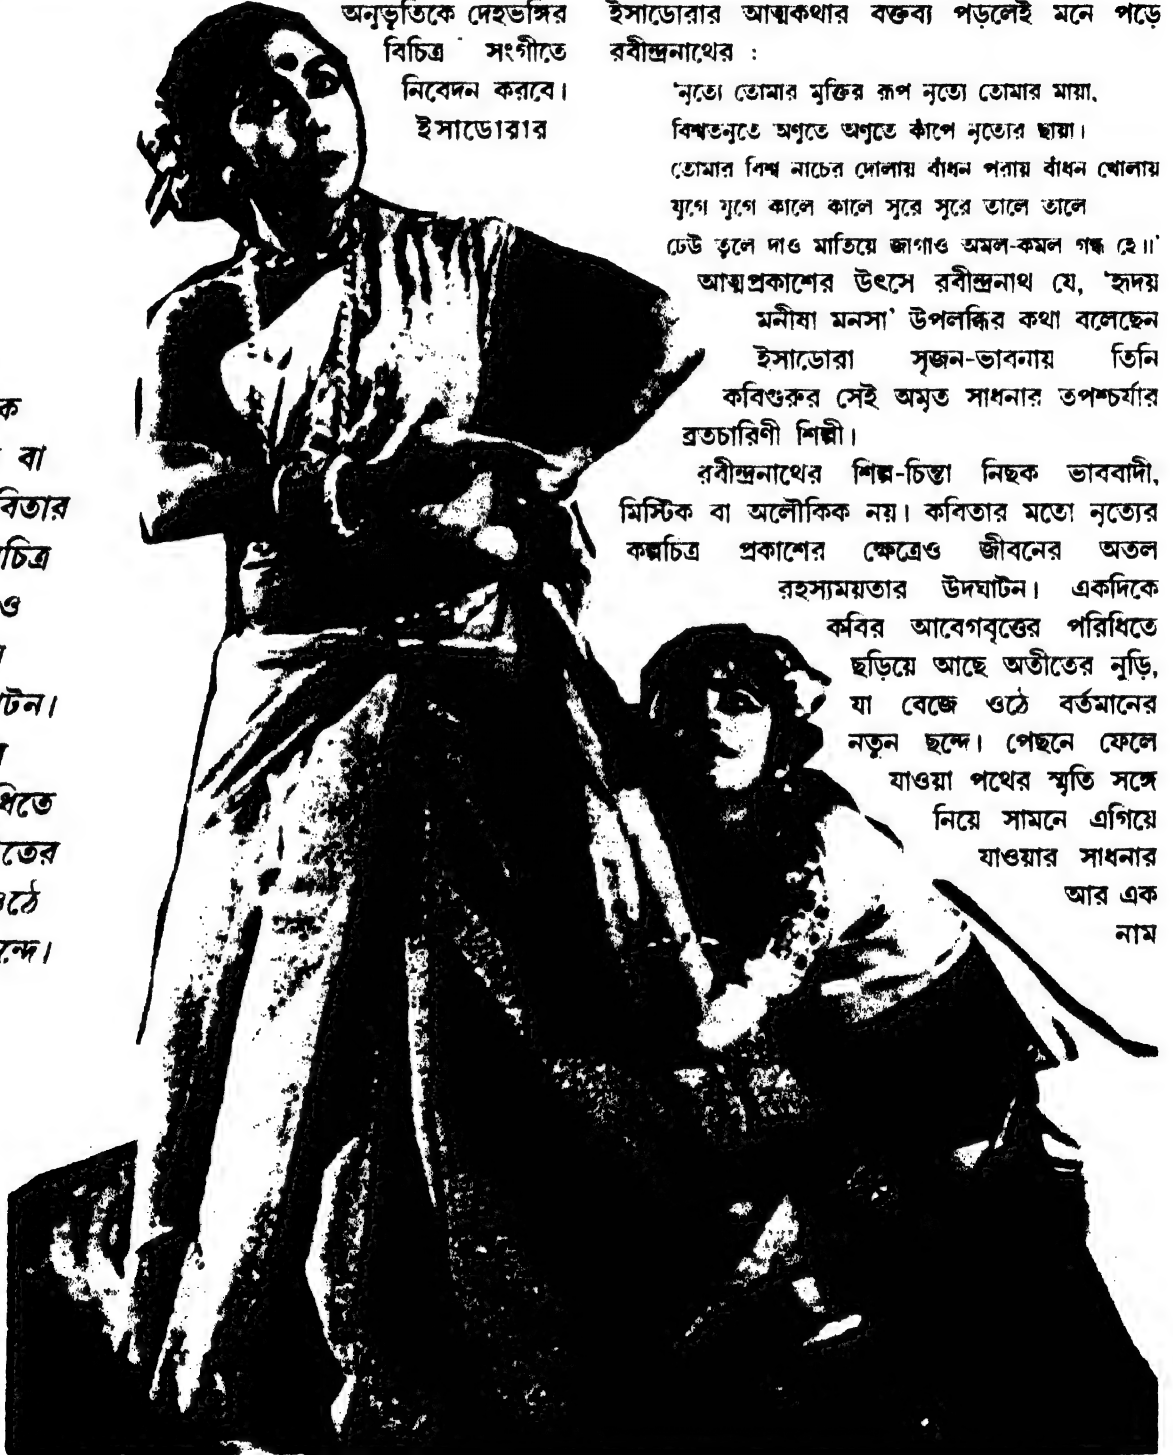 ক
বা
বিতার
চিত্র
ও
টন।
ধিতে
তের
ওঠে
ন্দে।
অনুভূতিকে দেহভঙ্গির
বিচিত্র সংগীতে
নিবেদন করবে।
ইসাডোরার
ইসাডোরার আত্মকথার বক্তব্য পড়লেই মনে পড়ে
রবীন্দ্রনাথের :
'নৃত্যে তোমার মুক্তির রূপ নৃত্যে তোমার মায়া,
বিশ্বতনুতে অণুতে অণুতে কাঁপে নৃত্যের ছায়া।
তোমার বিশ্ব নাচের দোলায় বাঁধন পরায় বাঁধন খোলায়
যুগে যুগে কালে কালে সুরে সুরে তালে তালে
ঢেউ তুলে দাও মাতিয়ে জাগাও অমল-কমল গন্ধ হে॥'
আত্মপ্রকাশের উৎসে রবীন্দ্রনাথ যে, 'হৃদয়
মনীষা মনসা' উপলব্ধির কথা বলেছেন
ইসাডোরা সৃজন-ভাবনায় তিনি
কবিগুরুর সেই অমৃত সাধনার তপশ্চর্যার
ব্রতচারিণী শিল্পী।
রবীন্দ্রনাথের শিল্প-চিন্তা নিছক ভাববাদী,
মিস্টিক বা অলৌকিক নয়। কবিতার মতো নৃত্যের
কল্পচিত্র প্রকাশের ক্ষেত্রেও জীবনের অতল
রহস্যময়তার উদঘাটন। একদিকে
কবির আবেগবৃত্তের পরিধিতে
ছড়িয়ে আছে অতীতের নুড়ি,
যা বেজে ওঠে বর্তমানের
নতুন ছন্দে। পেছনে ফেলে
যাওয়া পথের স্মৃতি সঙ্গে
নিয়ে সামনে এগিয়ে
যাওয়ার সাধনার
আর এক
নাম